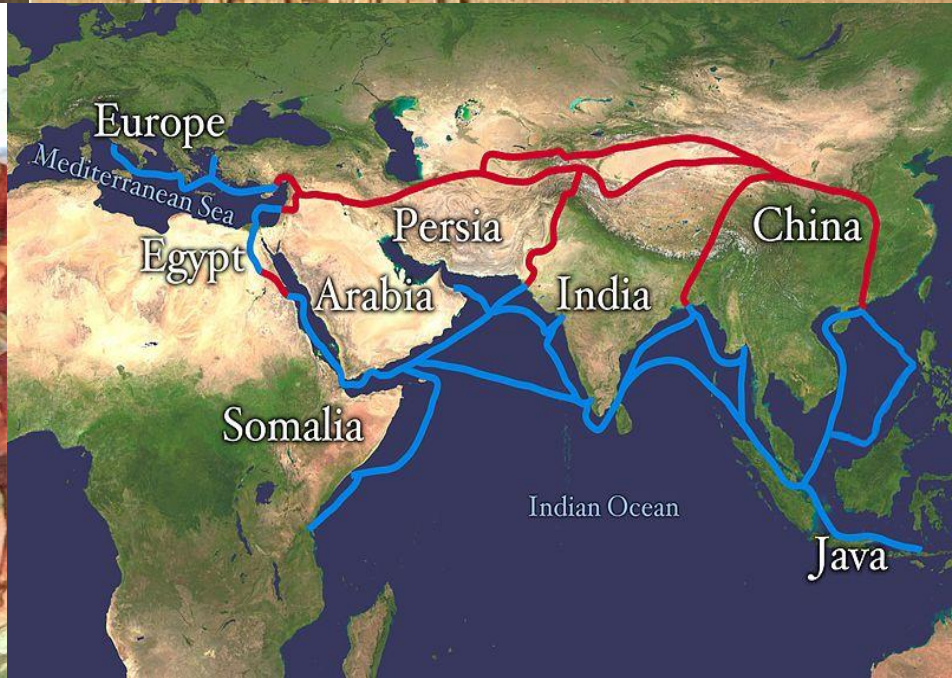 Europe
Mediterranean Sea
Egypt
Persia
China
Arabia
India
Somalia
Indian Ocean
Java